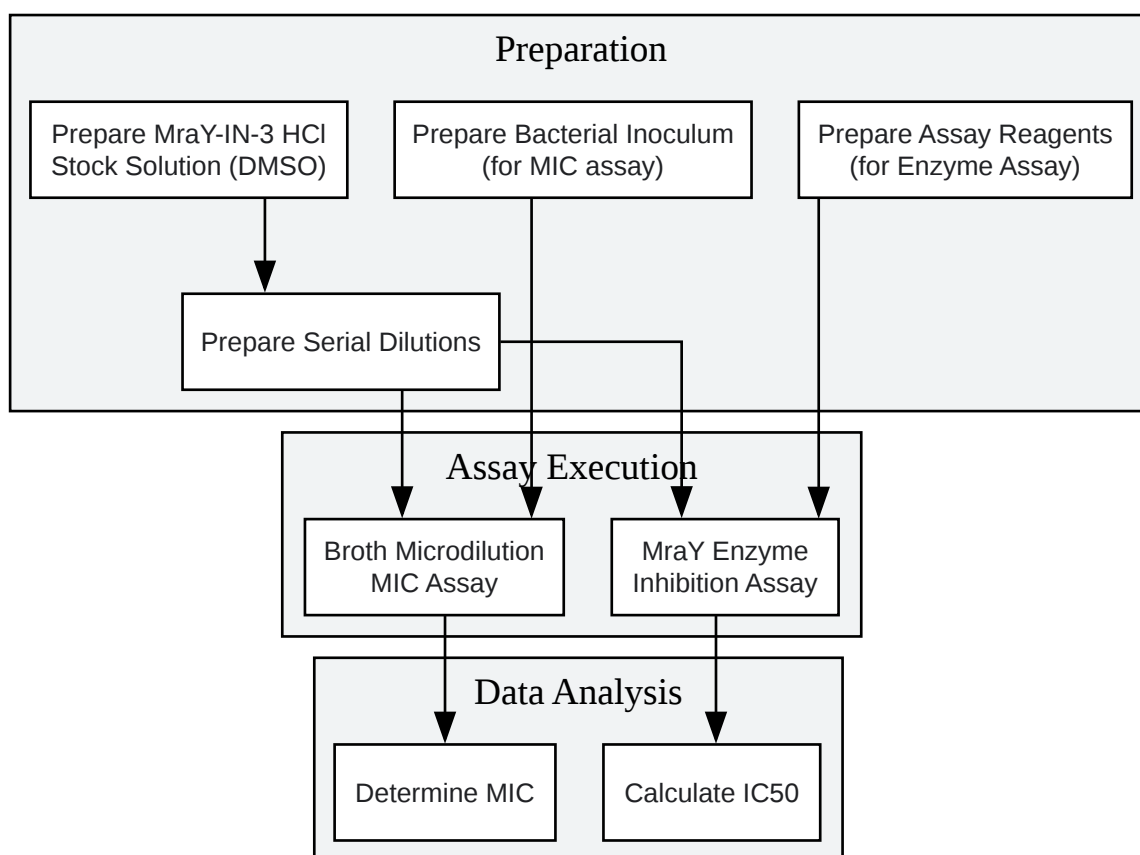 Preparation
Prepare MraY-IN-3 HCl
Stock Solution (DMSO)
Prepare Bacterial Inoculum
(for MIC assay)
Prepare Assay Reagents
(for Enzyme Assay)
Prepare Serial Dilutions
Assay Execution
Broth Microdilution
MIC Assay
MraY Enzyme
Inhibition Assay
Data Analysis
Determine MIC
Calculate IC50